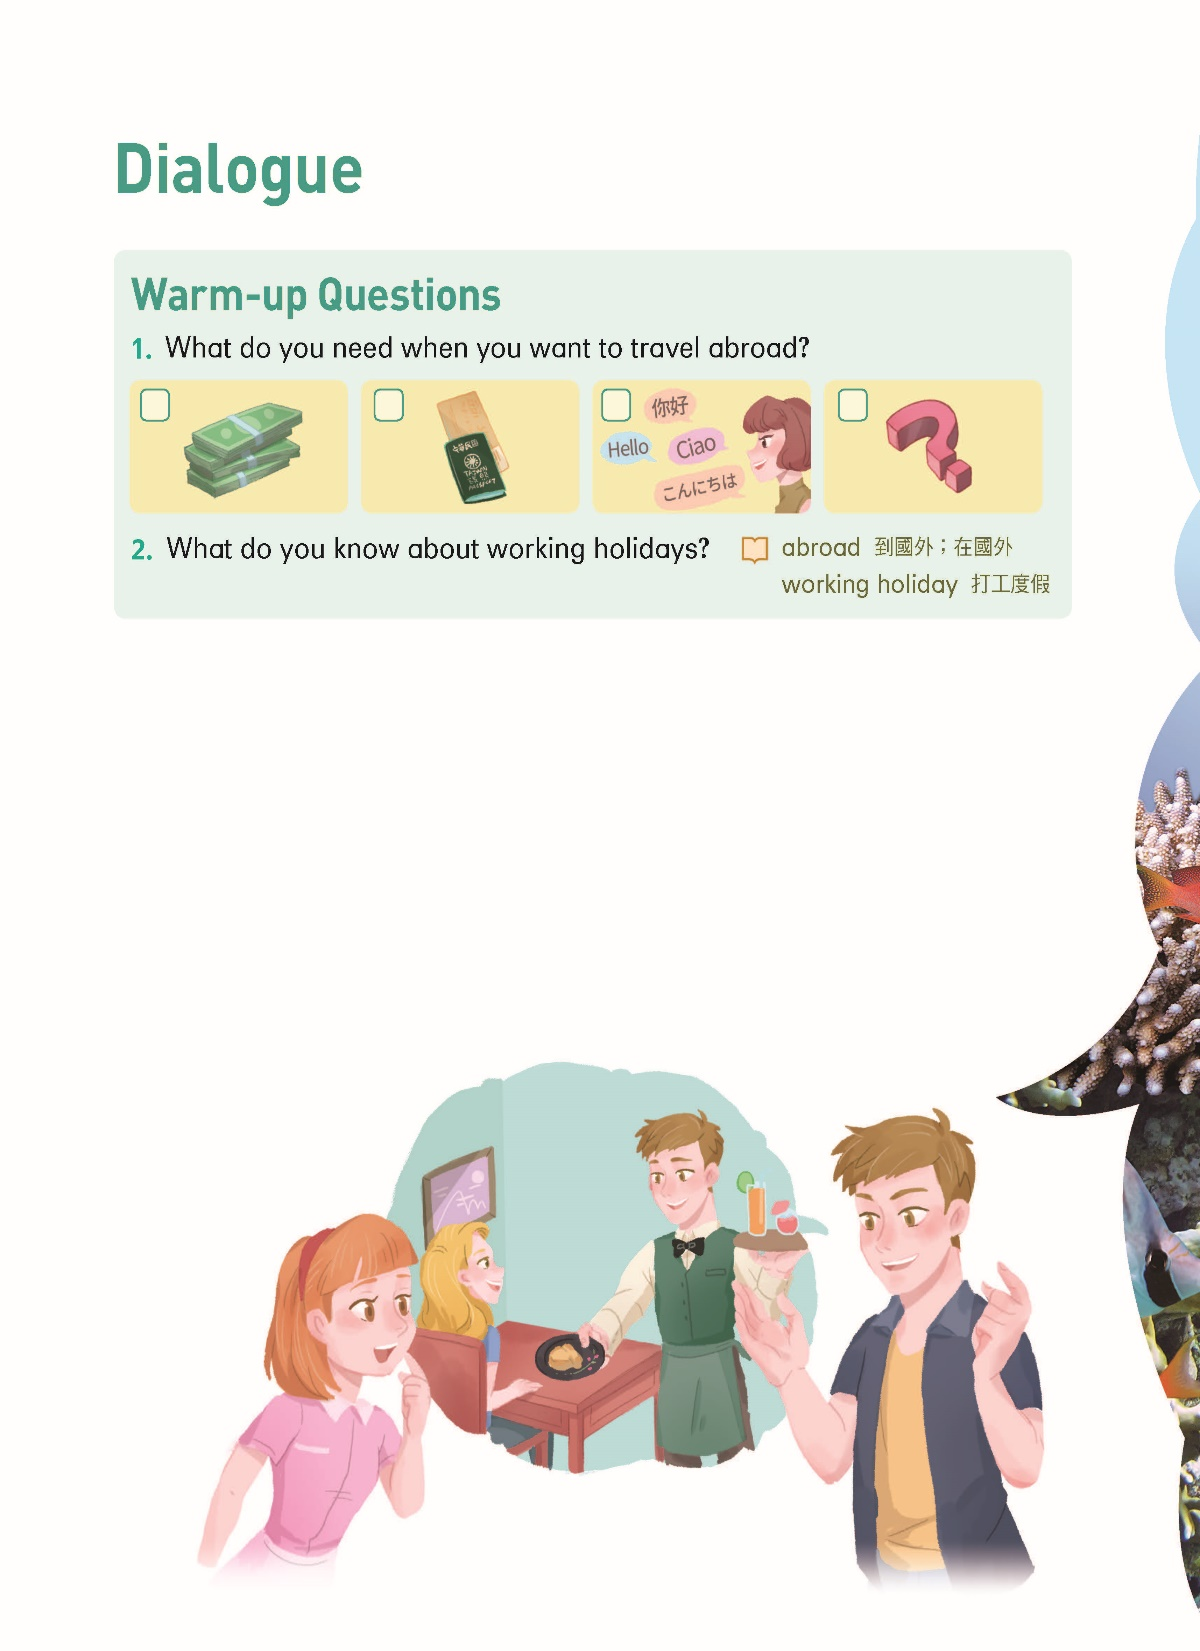 Dialogue
Warm-up Questions
1. What do you need when you want to travel abroad?
你好
Hello
Ciao
こんにちは
TAIWAN
PASSPORT
2. What do you know about working holidays?
abroad 到國外；在國外
working holiday 打工度假